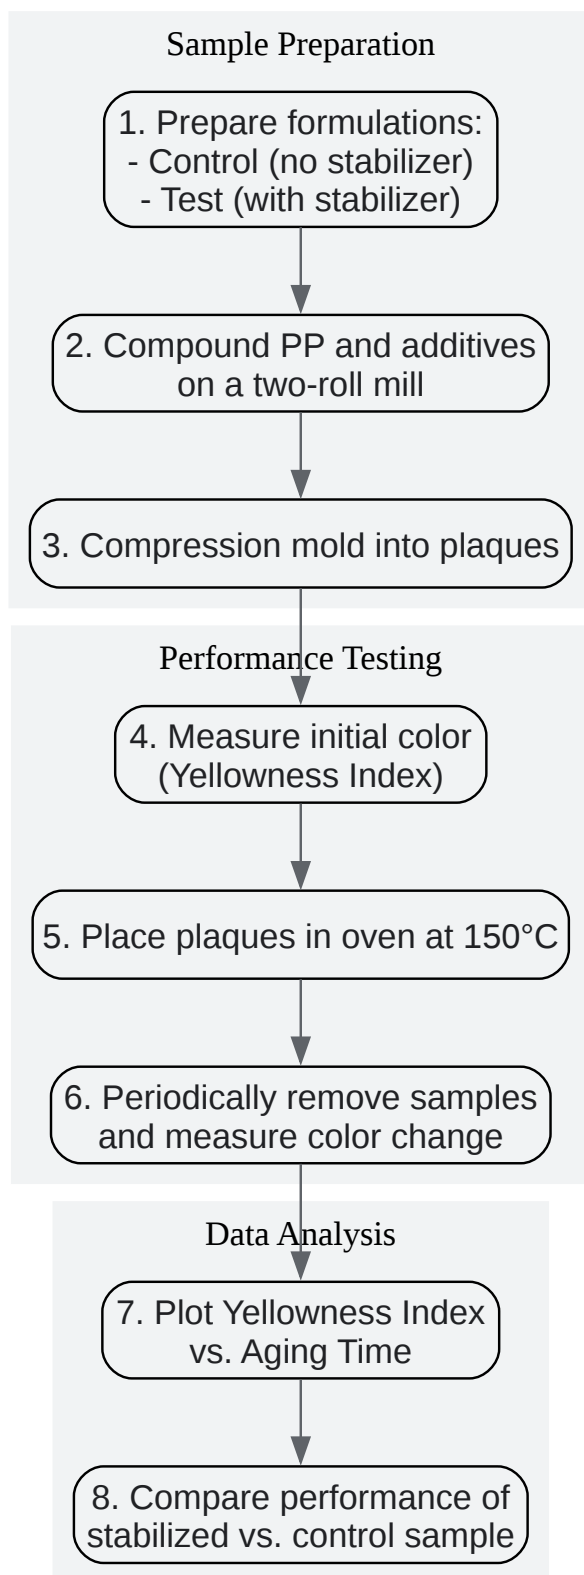 Sample Preparation
1. Prepare formulations:
- Control (no stabilizer)
- Test (with stabilizer)
2. Compound PP and additives
on a two-roll mill
3. Compression mold into plaques
Performance Testing
4. Measure initial color
(Yellowness Index)
5. Place plaques in oven at 150°C
6. Periodically remove samples
and measure color change
Data Analysis
7. Plot Yellowness Index
vs. Aging Time
8. Compare performance of
stabilized vs. control sample